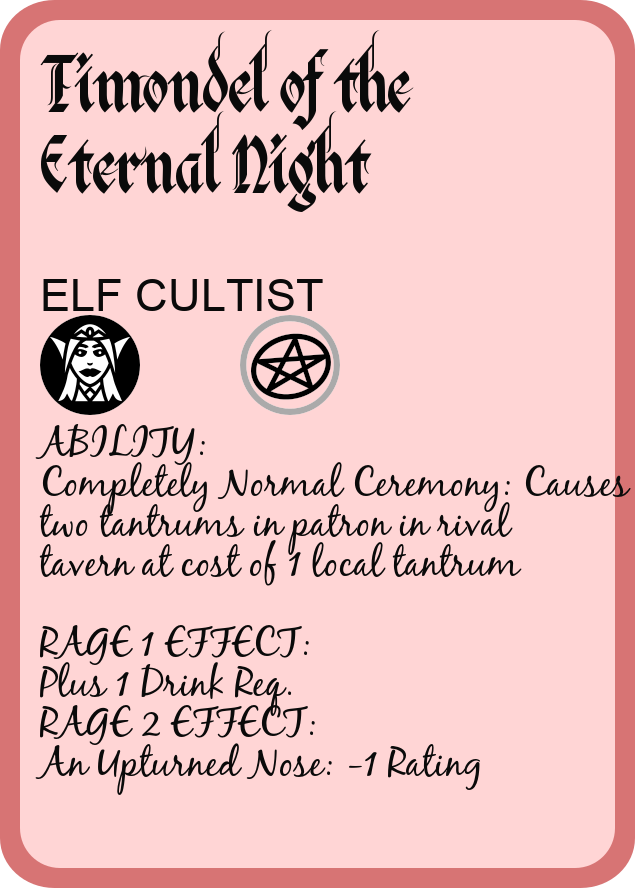 Timondel of the
Eternal Night
ELF CULTIST
ABILITY:
Completely Normal Ceremony: Causes
two tantrums in patron in rival
tavern at cost of 1 local tantrum
RAGE 1 EFFECT:
Plus 1 Drink Req.
RAGE 2 EFFECT:
An Upturned Nose: -1 Rating